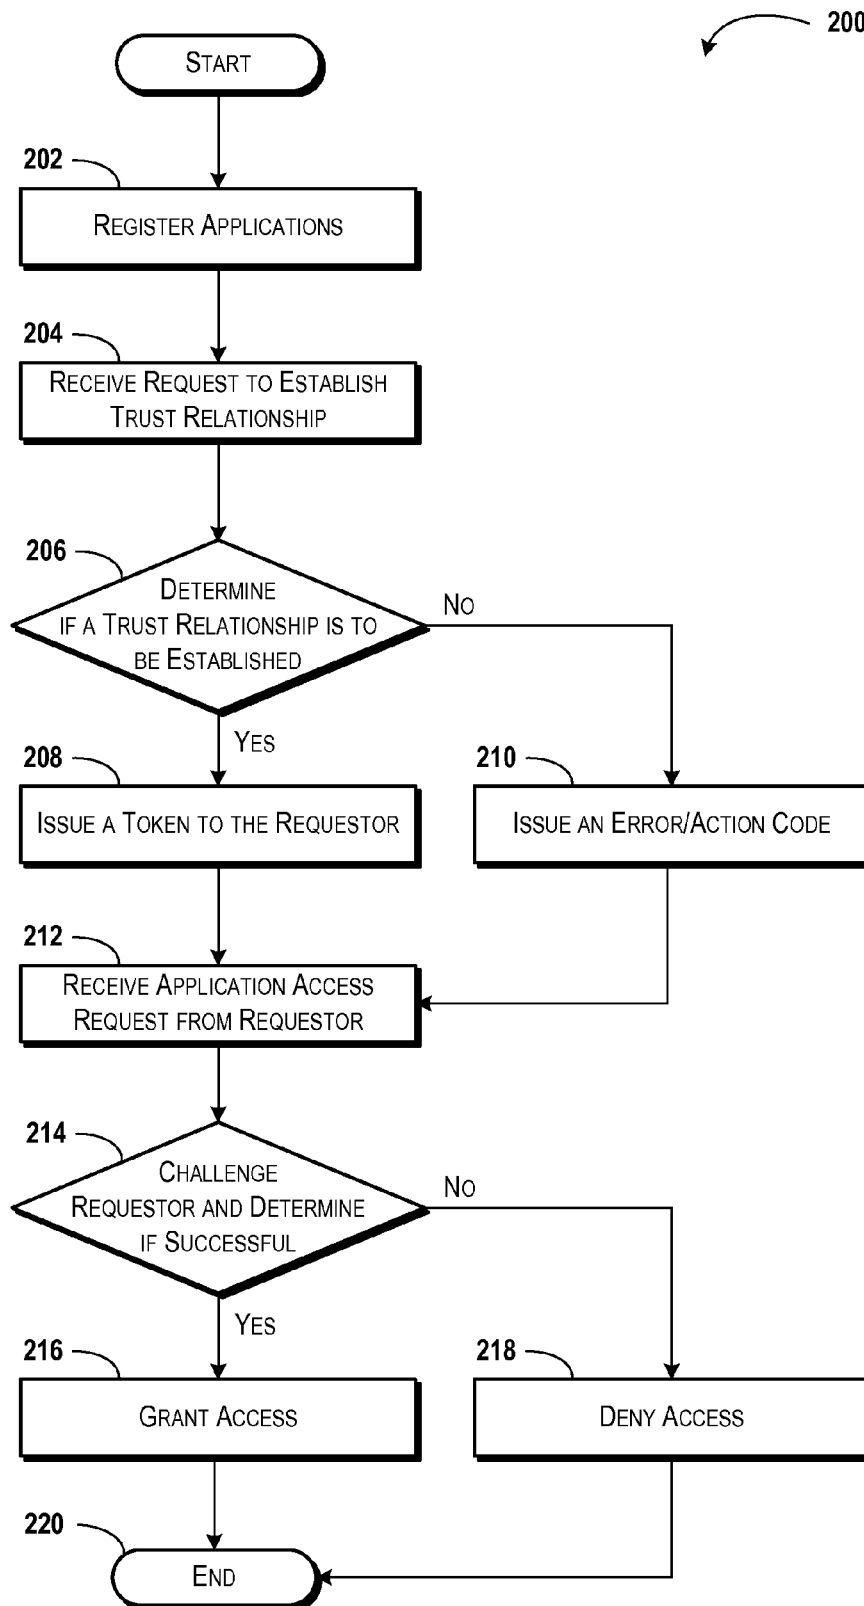 200
START
202
REGISTER APPLICATIONS
204
RECEIVE REQUEST TO ESTABLISH
TRUST RELATIONSHIP
206
DETERMINE
IF A TRUST RELATIONSHIP IS TO
BE ESTABLISHED
NO
YES
208
ISSUE A TOKEN TO THE REQUESTOR
210
ISSUE AN ERROR/ACTION CODE
212
RECEIVE APPLICATION ACCESS
REQUEST FROM REQUESTOR
214
CHALLENGE
REQUESTOR AND DETERMINE
IF SUCCESSFUL
NO
YES
216
GRANT ACCESS
218
DENY ACCESS
220
END